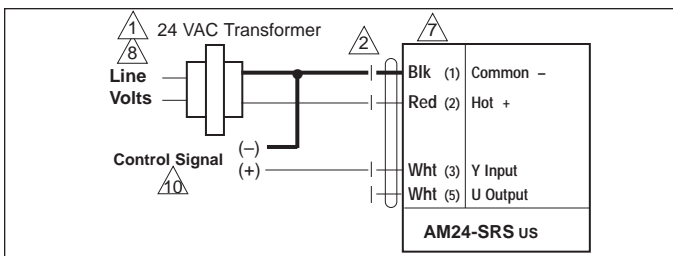 1 24 VAC Transformer
8
2
7
Line
Volts
Blk (1) Common –
Red (2) Hot +
Control Signal
(–)
(+)
10
Wht (3) Y Input
Wht (5) U Output
AM24-SRS US